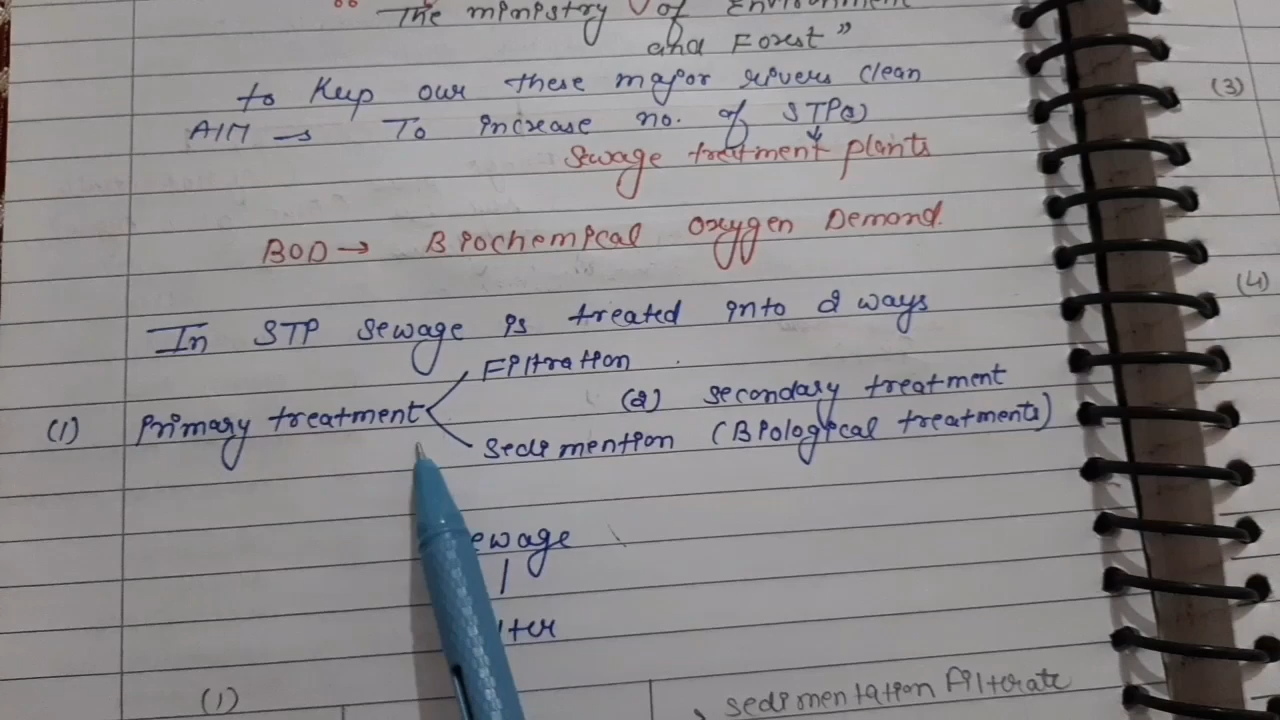 "The Ministry of Environment
and Forest"
to Keep our these major rivers clean
AIM → To increase no. of STP(s)
Sewage treatment plants
BOD → Biochemical Oxygen Demand.
In STP sewage is treated into 2 ways
Filtration
(1) Primary treatment
(2) secondary treatment
Sedimention (Biological treatments)
ewage
lter
(1)
sedimentation Filterate
(3)
(4)